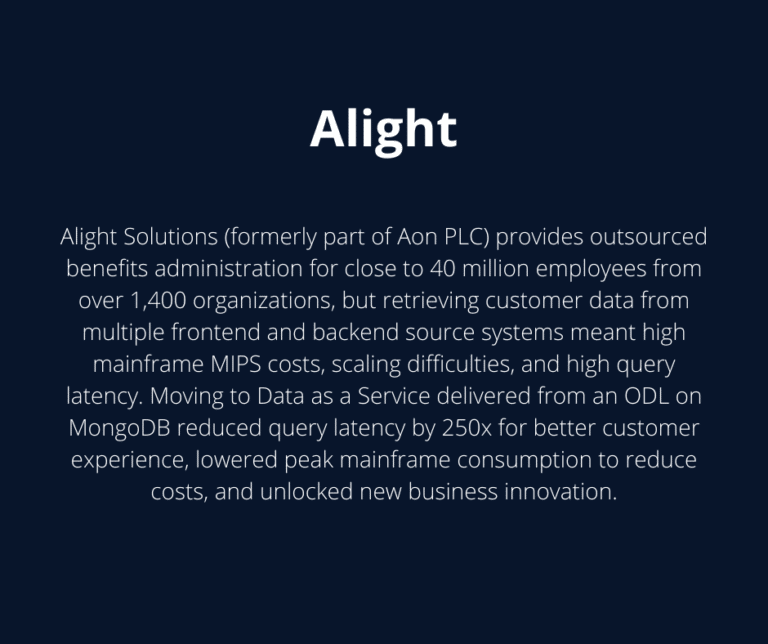 Alight
Alight Solutions (formerly part of Aon PLC) provides outsourced
benefits administration for close to 40 million employees from
over 1,400 organizations, but retrieving customer data from
multiple frontend and backend source systems meant high
mainframe MIPS costs, scaling difficulties, and high query
latency. Moving to Data as a Service delivered from an ODL on
MongoDB reduced query latency by 250x for better customer
experience, lowered peak mainframe consumption to reduce
costs, and unlocked new business innovation.